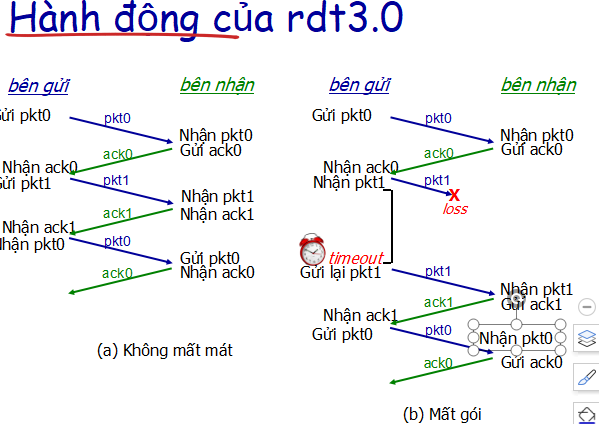 Hành động của rdt3.0
bên gửi
bên nhận
Gửi pkt0
pkt0
Nhận pkt0
Gửi ack0
ack0
Nhận ack0
Gửi pkt1
pkt1
Nhận pkt1
Nhận ack1
ack1
Nhận ack1
Nhận pkt0
pkt0
Gửi pkt0
Nhận ack0
ack0
(a) Không mất mát
bên gửi
bên nhận
Gửi pkt0
pkt0
Nhận pkt0
Gửi ack0
ack0
Nhận ack0
Nhận pkt1
pkt1
X
loss
timeout
Gửi lại pkt1
pkt1
Nhận pkt1
Gửi ack1
ack1
Nhận ack1
Gửi pkt0
pkt0
Nhận pkt0
Gửi ack0
ack0
(b) Mất gói